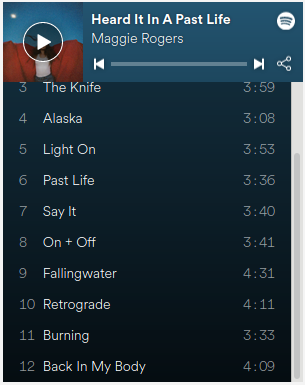 Heard It In A Past Life
Maggie Rogers
3 The Knife 3:59
4 Alaska 3:08
5 Light On 3:53
6 Past Life 3:36
7 Say It 3:40
8 On + Off 3:41
9 Fallingwater 4:31
10 Retrograde 4:11
11 Burning 3:33
12 Back In My Body 4:09